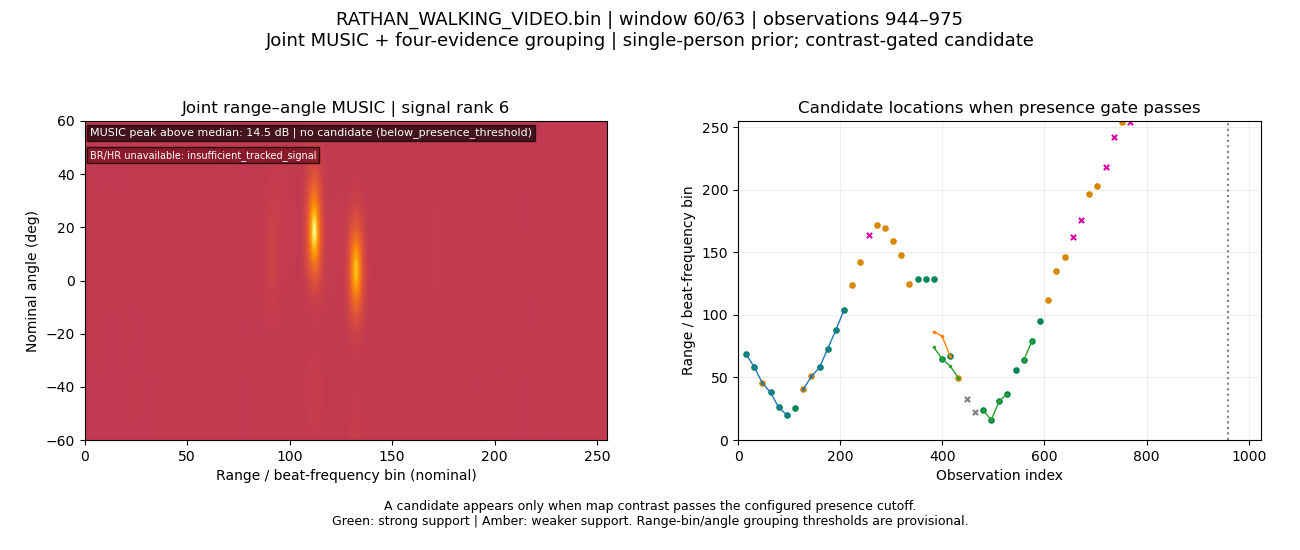 RATHAN_WALKING_VIDEO.bin | window 60/63 | observations 944–975
Joint MUSIC + four-evidence grouping | single-person prior; contrast-gated candidate
Joint range–angle MUSIC | signal rank 6
MUSIC peak above median: 14.5 dB | no candidate (below_presence_threshold)
BR/HR unavailable: insufficient_tracked_signal
60
40
20
0
−20
−40
−60
Nominal angle (deg)
0
50
100
150
200
250
Range / beat-frequency bin (nominal)
Candidate locations when presence gate passes
250
200
150
100
50
0
Range / beat-frequency bin
0
200
400
600
800
1000
Observation index
A candidate appears only when map contrast passes the configured presence cutoff.
Green: strong support | Amber: weaker support. Range-bin/angle grouping thresholds are provisional.